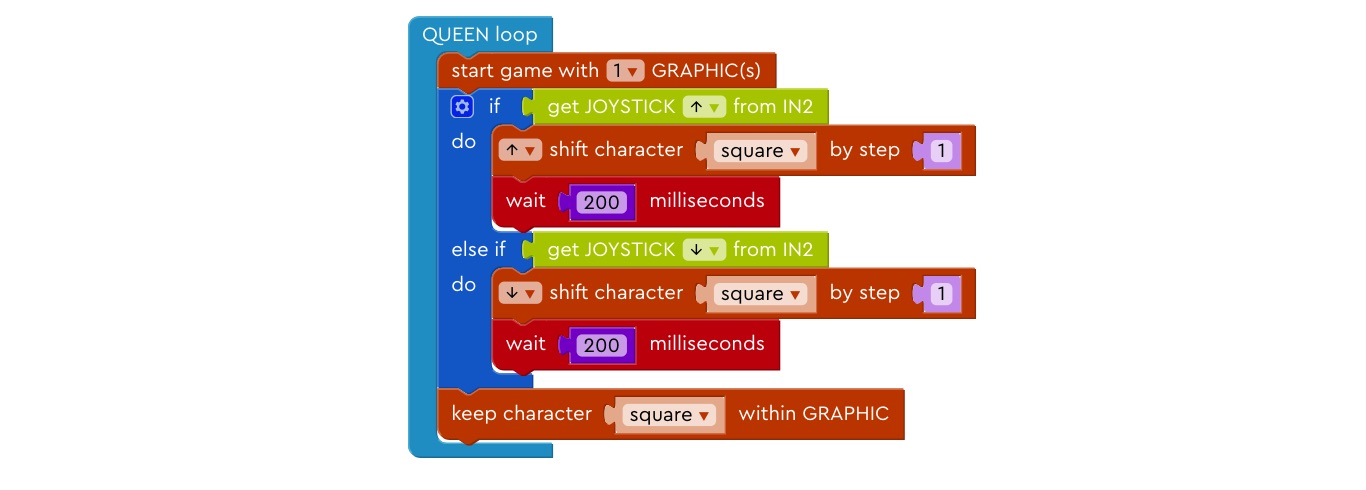 QUEEN loop
start game with 1 ▾ GRAPHIC(s)
if get JOYSTICK ↑ ▾ from IN2
do ↑ ▾ shift character square ▾ by step 1
wait 200 milliseconds
else if get JOYSTICK ↓ ▾ from IN2
do ↓ ▾ shift character square ▾ by step 1
wait 200 milliseconds
keep character square ▾ within GRAPHIC